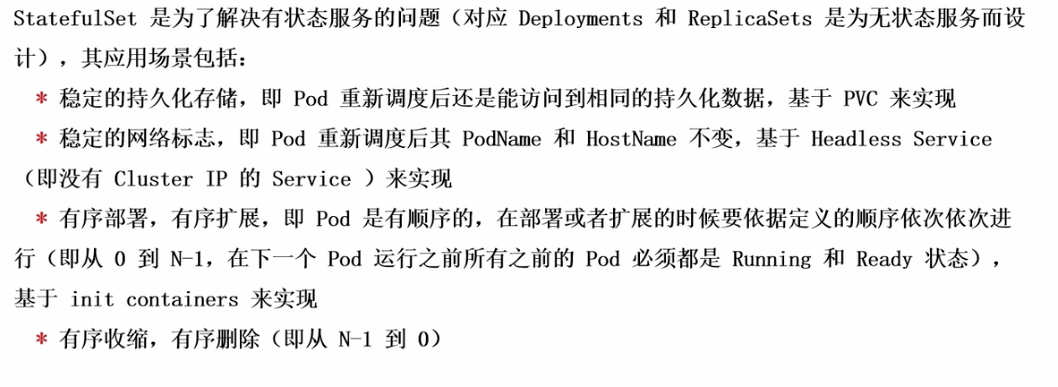 StatefulSet 是为了解决有状态服务的问题（对应 Deployments 和 ReplicaSets 是为无状态服务而设
计），其应用场景包括：
* 稳定的持久化存储，即 Pod 重新调度后还是能访问到相同的持久化数据，基于 PVC 来实现
* 稳定的网络标志，即 Pod 重新调度后其 PodName 和 HostName 不变，基于 Headless Service
（即没有 Cluster IP 的 Service ）来实现
* 有序部署，有序扩展，即 Pod 是有顺序的，在部署或者扩展的时候要依据定义的顺序依次依次进
行（即从 0 到 N-1，在下一个 Pod 运行之前所有之前的 Pod 必须都是 Running 和 Ready 状态），
基于 init containers 来实现
* 有序收缩，有序删除（即从 N-1 到 0）